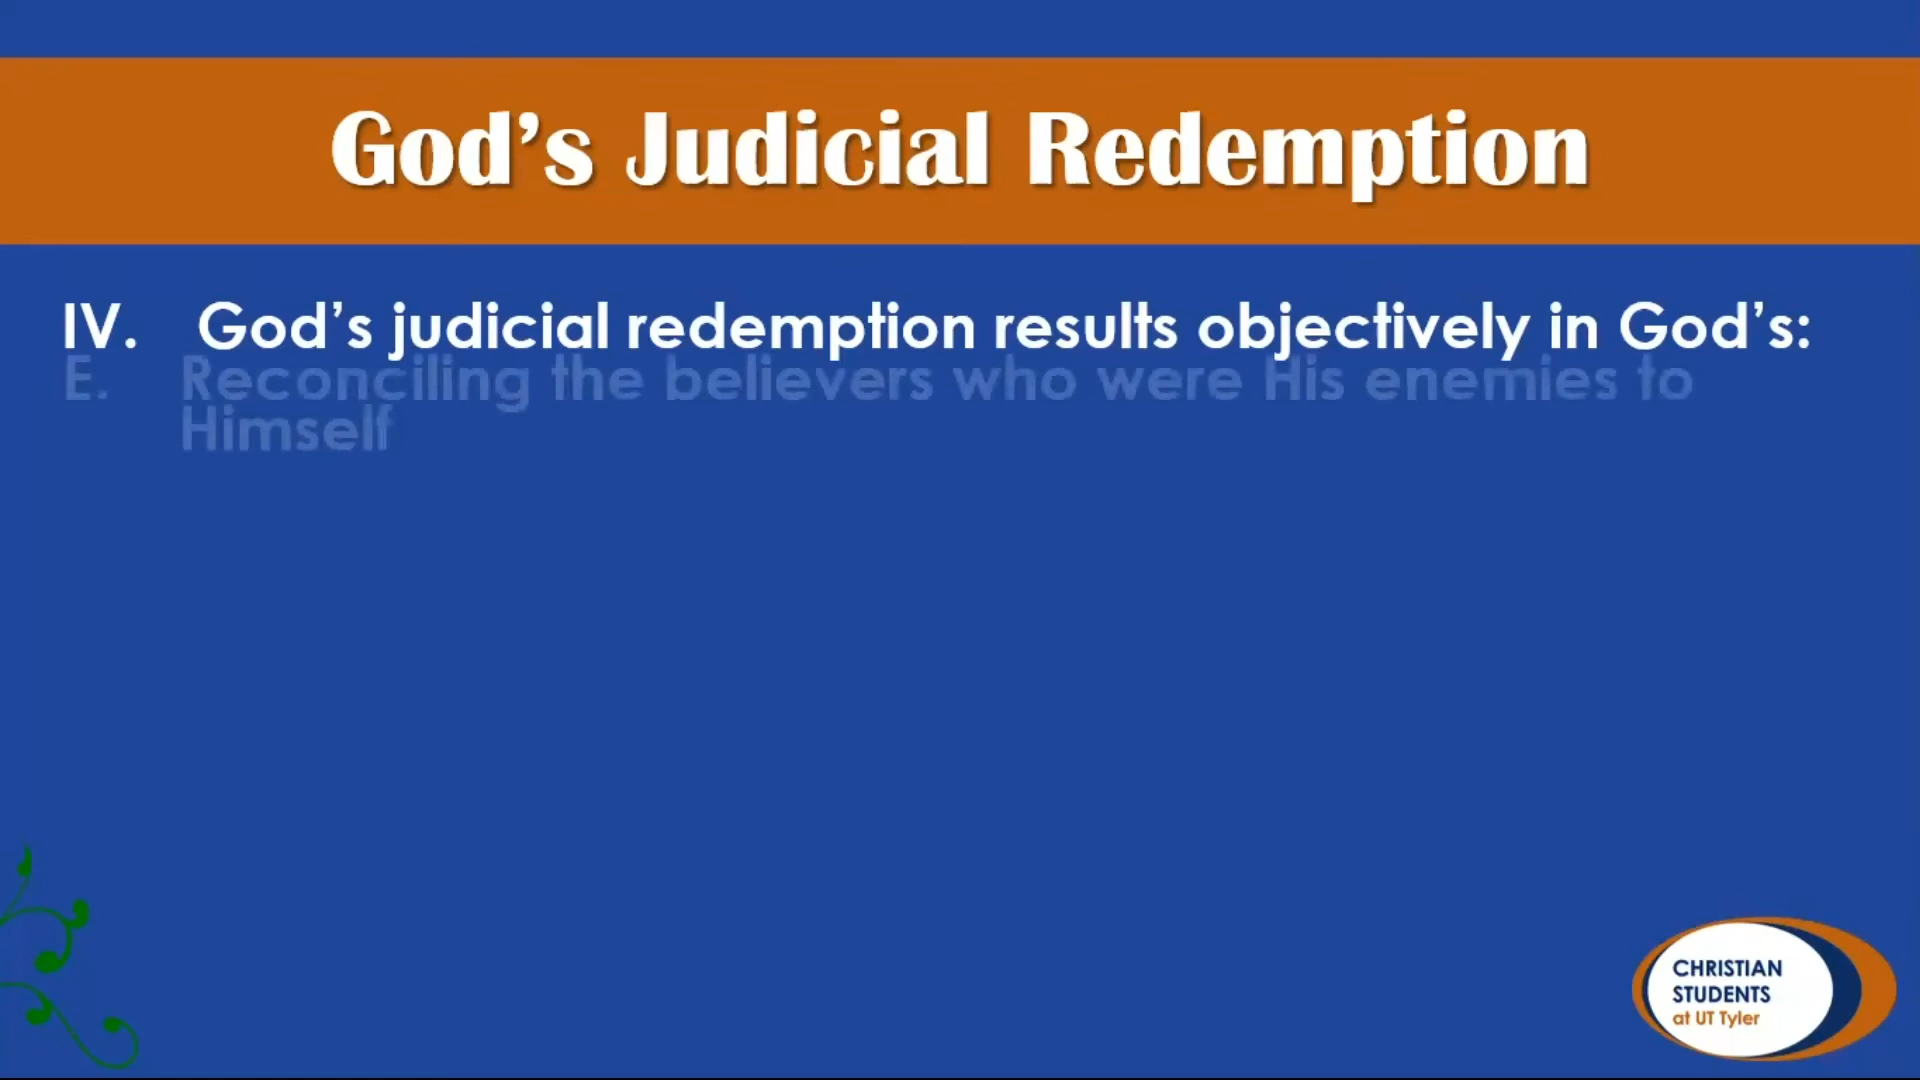 God’s Judicial Redemption
IV. God’s judicial redemption results objectively in God’s:
E. Reconciling the believers who were His enemies to
Himself
CHRISTIAN
STUDENTS
at UT Tyler